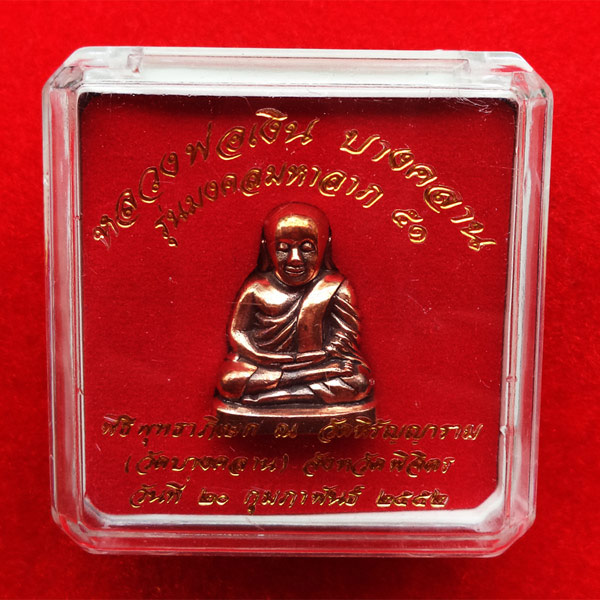 หลวงพ่อเงิน บางคลาน
รุ่นมงคลมหาลาภ ๕๑
พิธีพุทธาภิเษก ณ วัดหิรัญญาราม
(วัดบางคลาน) จังหวัดพิจิตร
วันที่ ๒๐ กุมภาพันธ์ ๒๕๕๒